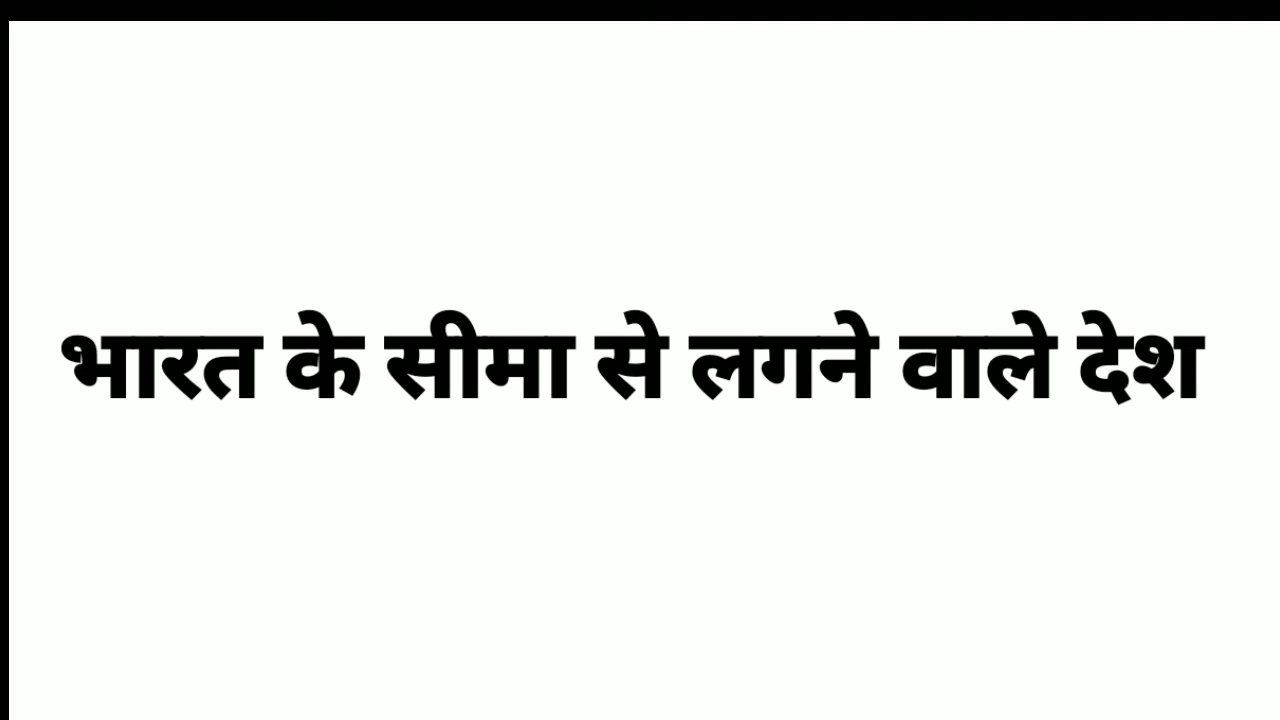 भारत के सीमा से लगने वाले देश